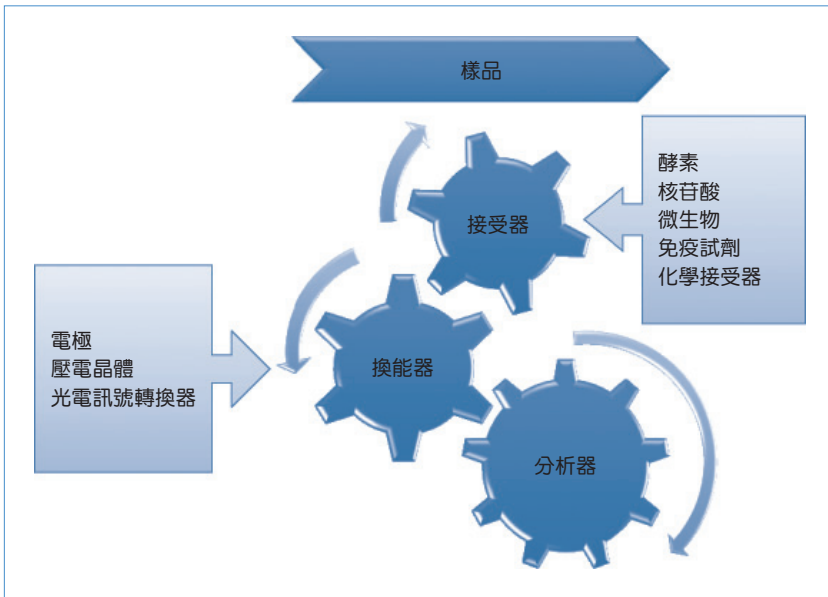 樣品
接受器
酵素
核苷酸
微生物
免疫試劑
化學接受器
電極
壓電晶體
光電訊號轉換器
換能器
分析器